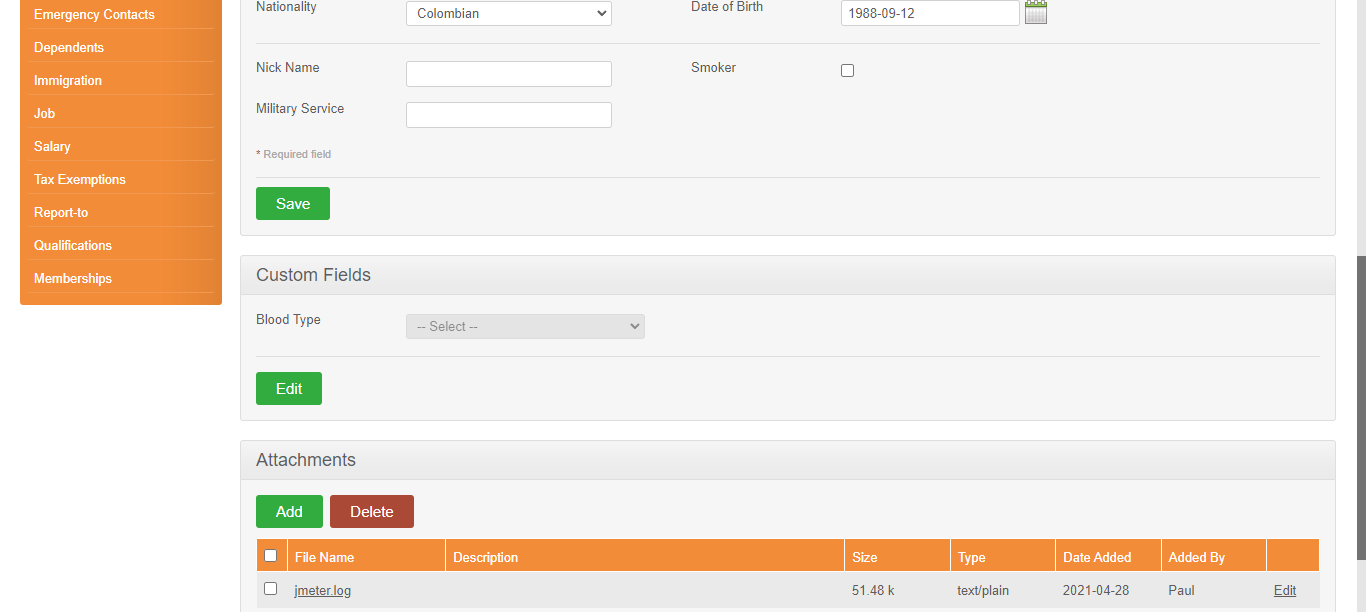 Emergency Contacts
Dependents
Immigration
Job
Salary
Tax Exemptions
Report-to
Qualifications
Memberships
Nationality Colombian Date of Birth 1988-09-12
Nick Name Smoker
Military Service
* Required field
Save
Custom Fields
Blood Type -- Select --
Edit
Attachments
Add Delete
File Name Description Size Type Date Added Added By
jmeter.log 51.48 k text/plain 2021-04-28 Paul Edit